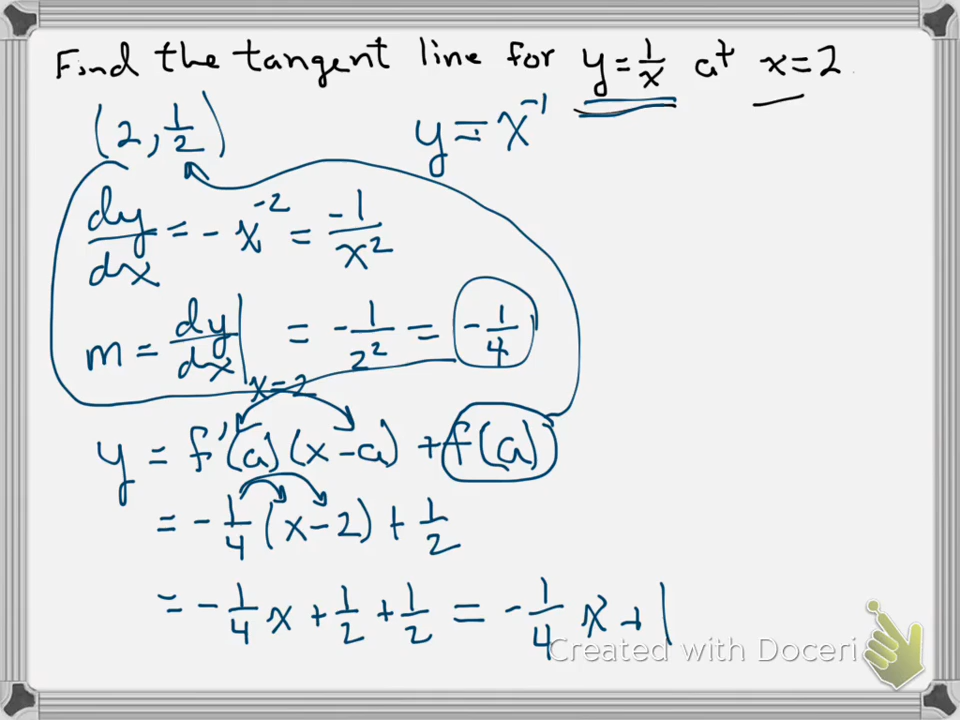 Find the tangent line for y = 1/x at x = 2
(2, 1/2) y = x^-1
dy/dx = -x^-2 = -1/x^2
m = dy/dx | x=2 = -1/2^2 = -1/4
y = f'(a)(x-a) + f(a)
= -1/4(x-2) + 1/2
= -1/4x + 1/2 + 1/2 = -1/4x + 1
Created with Doceri